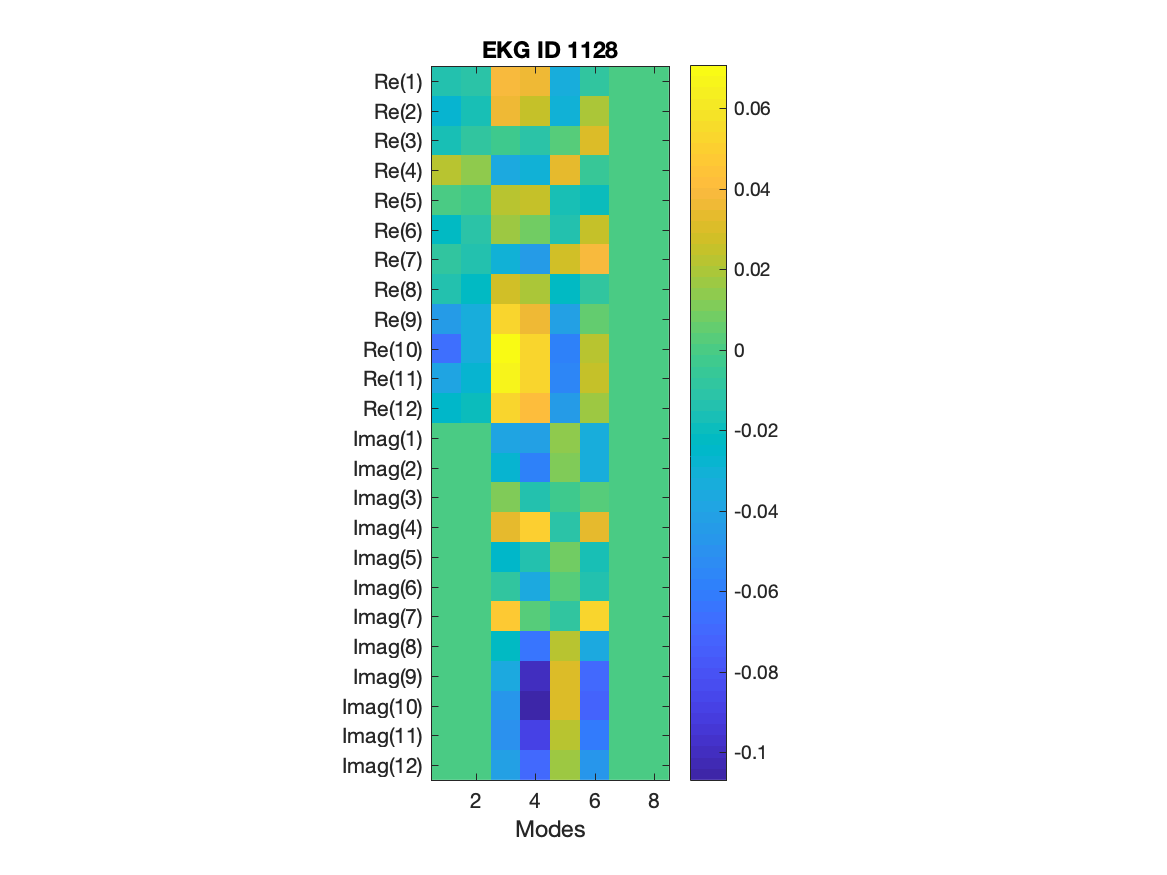 EKG ID 1128
Re(1)
Re(2)
Re(3)
Re(4)
Re(5)
Re(6)
Re(7)
Re(8)
Re(9)
Re(10)
Re(11)
Re(12)
Imag(1)
Imag(2)
Imag(3)
Imag(4)
Imag(5)
Imag(6)
Imag(7)
Imag(8)
Imag(9)
Imag(10)
Imag(11)
Imag(12)
2 4 6 8
Modes
0.06
0.04
0.02
0
-0.02
-0.04
-0.06
-0.08
-0.1